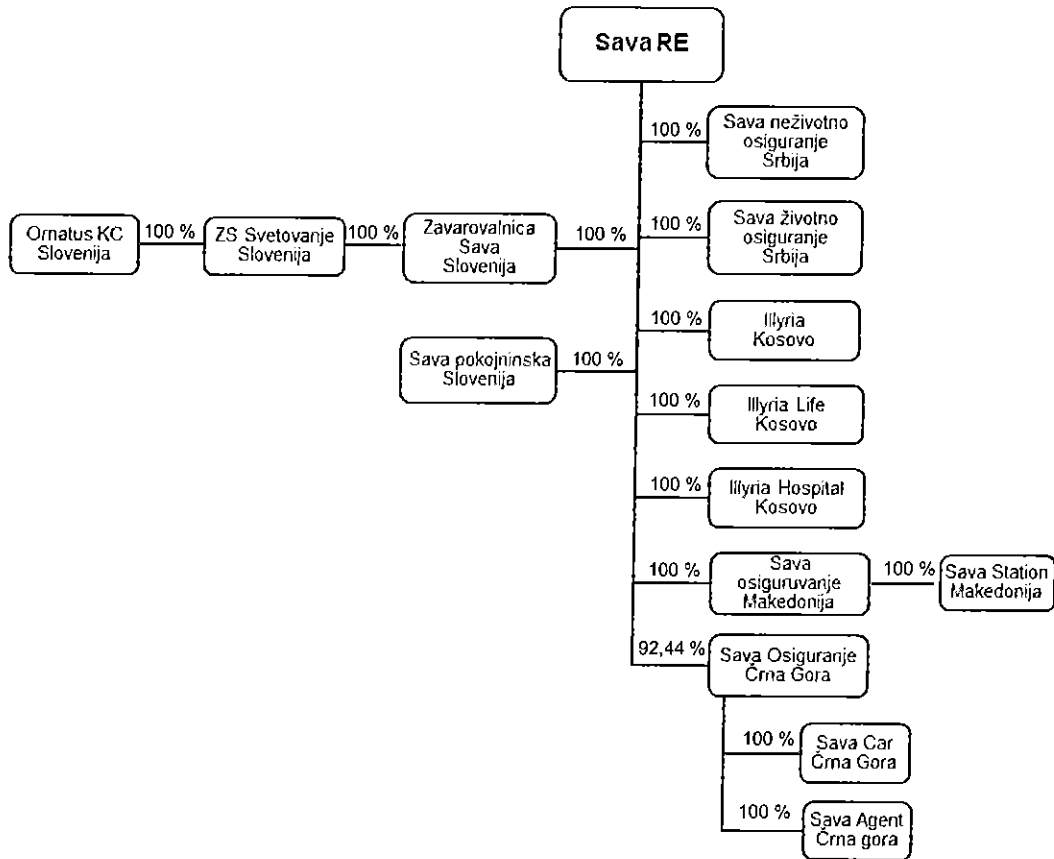 Sava RE
100 %
Sava neživotno
osiguranje
Srbija
Ornatus KC
Slovenija
100 %
ZS Svetovanje
Slovenija
100 %
Zavarovalnica
Sava
Slovenija
100 %
100 %
Sava životno
osiguranje
Srbija
100 %
Illyria
Kosovo
Sava pokojninska
Slovenija
100 %
100 %
Illyria Life
Kosovo
100 %
Illyria Hospital
Kosovo
100 %
Sava
osiguruvanje
Makedonija
100 %
Sava Station
Makedonija
92,44 %
Sava Osiguranje
Črna Gora
100 %
Sava Car
Črna Gora
100 %
Sava Agent
Črna gora